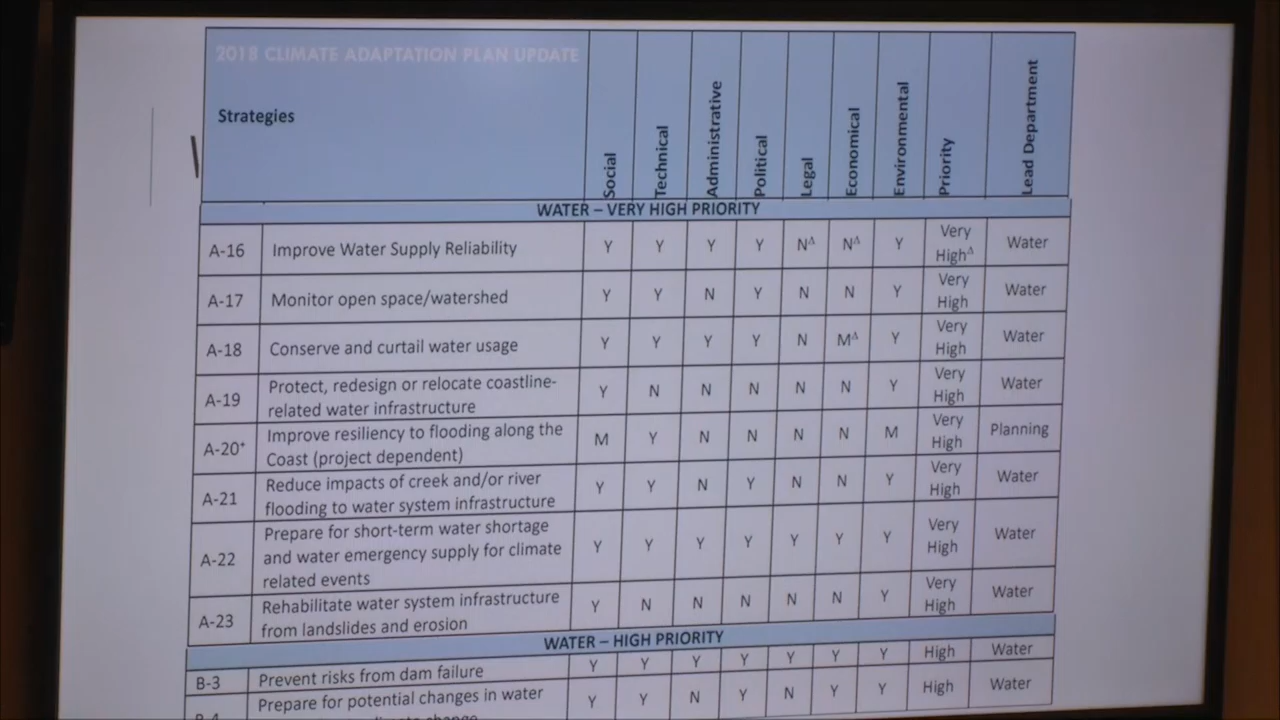 2018 CLIMATE ADAPTATION PLAN UPDATE
Strategies
Social
Technical
Administrative
Political
Legal
Economical
Environmental
Priority
Lead Department
WATER – VERY HIGH PRIORITY
A-16 Improve Water Supply Reliability Y Y Y Y N^Δ N^Δ Y Very High^Δ Water
A-17 Monitor open space/watershed Y Y N Y N N Y Very High Water
A-18 Conserve and curtail water usage Y Y Y Y N M^Δ Y Very High Water
A-19 Protect, redesign or relocate coastline-
related water infrastructure Y N N N N N Y Very High Water
A-20⁺ Improve resiliency to flooding along the
Coast (project dependent) M Y N N N N M Very High Planning
A-21 Reduce impacts of creek and/or river
flooding to water system infrastructure Y Y N Y N N Y Very High Water
A-22 Prepare for short-term water shortage
and water emergency supply for climate
related events Y Y Y Y Y Y Y Very High Water
A-23 Rehabilitate water system infrastructure
from landslides and erosion Y N N N N N Y Very High Water
WATER – HIGH PRIORITY
B-3 Prevent risks from dam failure Y Y Y Y Y Y Y High Water
B-4 Prepare for potential changes in water Y Y N Y N Y Y High Water